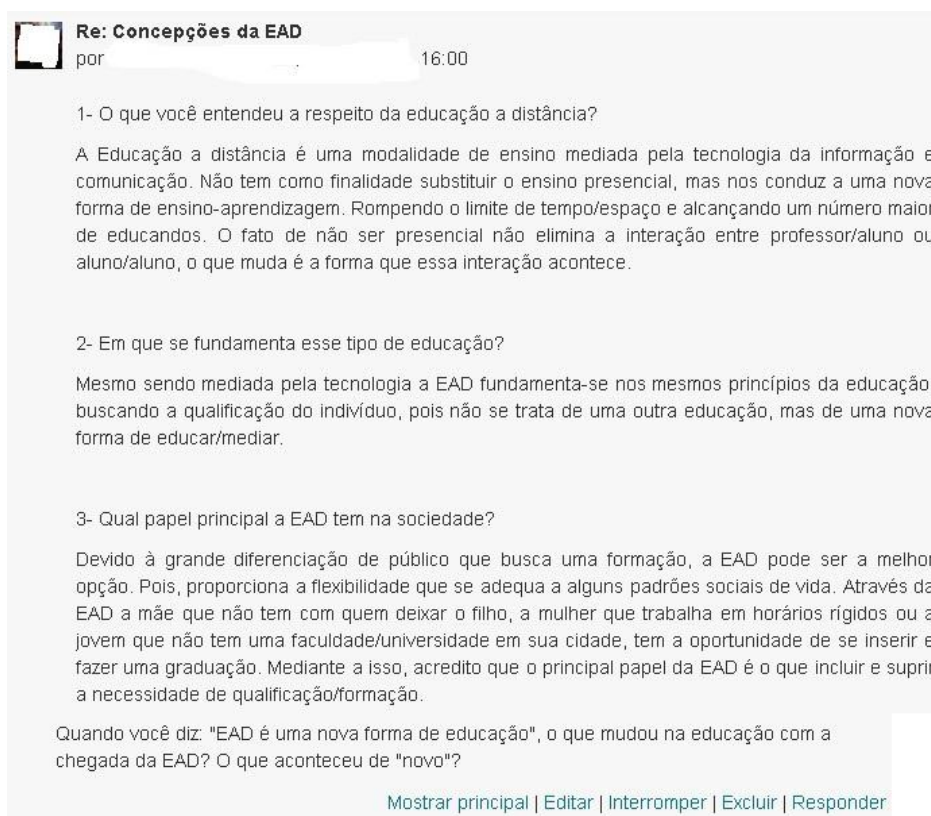 Re: Concepções da EAD
por 16:00
1- O que você entendeu a respeito da educação a distância?
A Educação a distância é uma modalidade de ensino mediada pela tecnologia da informação e
comunicação. Não tem como finalidade substituir o ensino presencial, mas nos conduz a uma nova
forma de ensino-aprendizagem. Rompendo o limite de tempo/espaço e alcançando um número maior
de educandos. O fato de não ser presencial não elimina a interação entre professor/aluno ou
aluno/aluno, o que muda é a forma que essa interação acontece.
2- Em que se fundamenta esse tipo de educação?
Mesmo sendo mediada pela tecnologia a EAD fundamenta-se nos mesmos princípios da educação
buscando a qualificação do indivíduo, pois não se trata de uma outra educação, mas de uma nova
forma de educar/mediar.
3- Qual papel principal a EAD tem na sociedade?
Devido à grande diferenciação de público que busca uma formação, a EAD pode ser a melhor
opção. Pois, proporciona a flexibilidade que se adequa a alguns padrões sociais de vida. Através da
EAD a mãe que não tem com quem deixar o filho, a mulher que trabalha em horários rígidos ou a
jovem que não tem uma faculdade/universidade em sua cidade, tem a oportunidade de se inserir e
fazer uma graduação. Mediante a isso, acredito que o principal papel da EAD é o que incluir e suprir
a necessidade de qualificação/formação.
Quando você diz: "EAD é uma nova forma de educação", o que mudou na educação com a
chegada da EAD? O que aconteceu de "novo"?
Mostrar principal | Editar | Interromper | Excluir | Responder